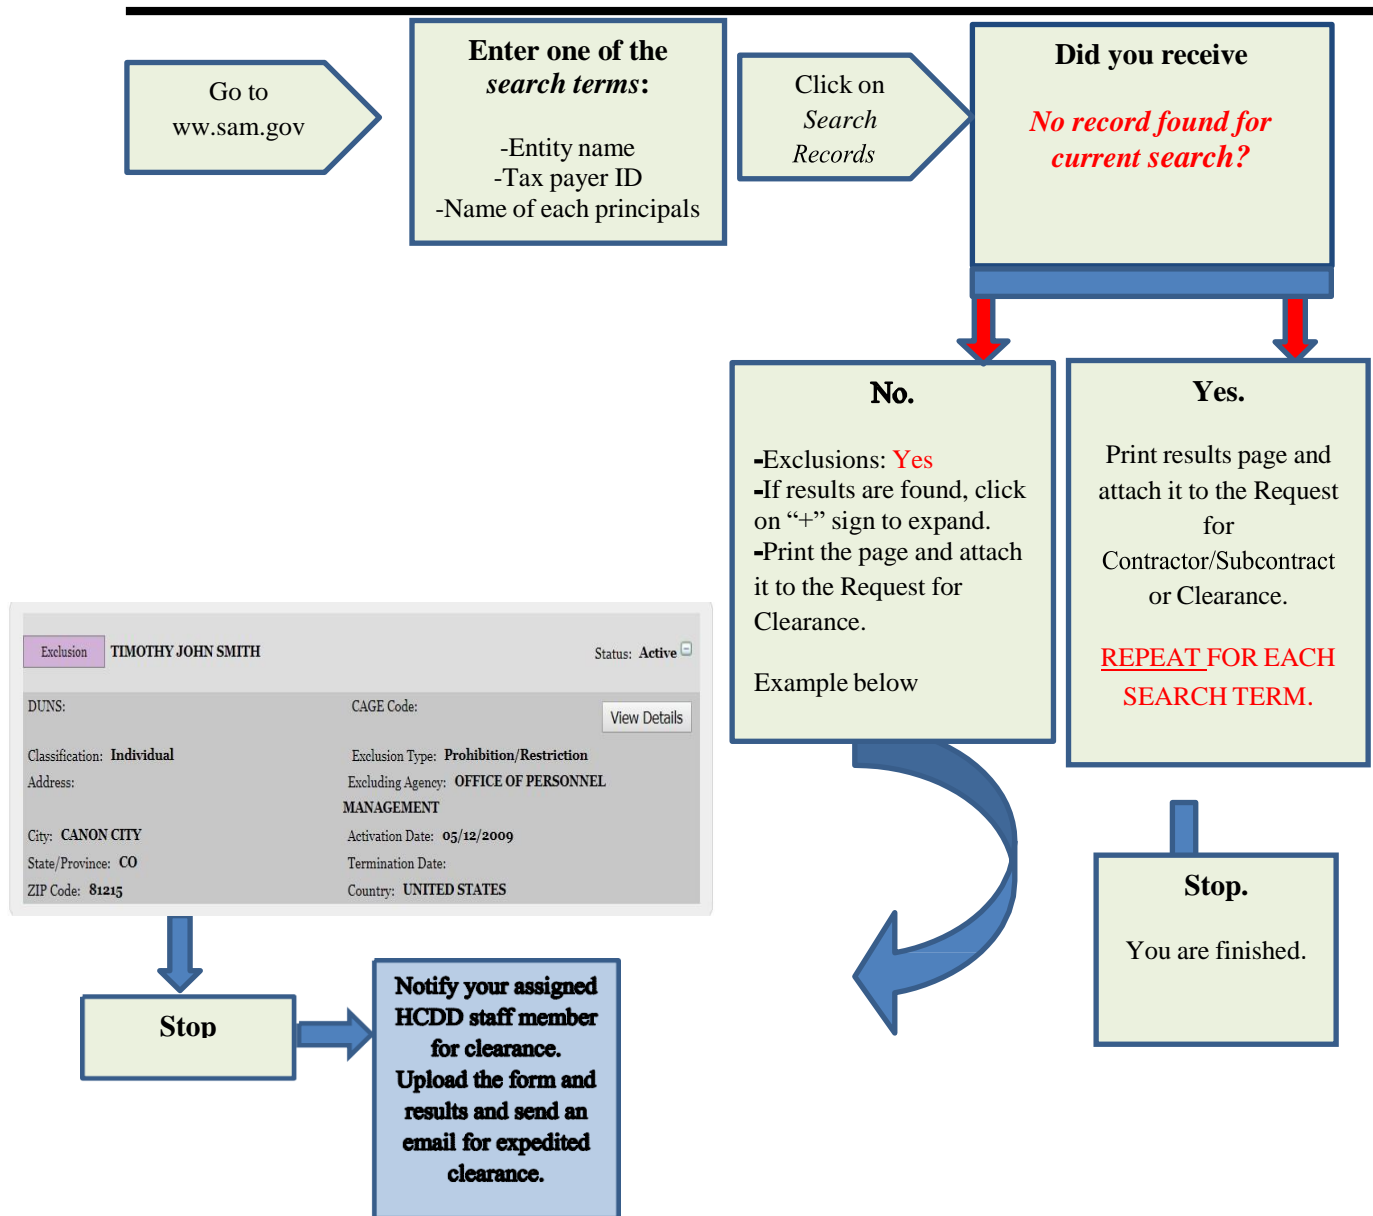 Go to
ww.sam.gov
Enter one of the
search terms:
-Entity name
-Tax payer ID
-Name of each principals
Click on
Search
Records
Did you receive
No record found for
current search?
No.
-Exclusions: Yes
-If results are found, click
on “+” sign to expand.
-Print the page and attach
it to the Request for
Clearance.
Example below
Yes.
Print results page and
attach it to the Request
for
Contractor/Subcontract
or Clearance.
REPEAT FOR EACH
SEARCH TERM.
Stop.
You are finished.
Exclusion TIMOTHY JOHN SMITH Status: Active
DUNS: CAGE Code: View Details
Classification: Individual Exclusion Type: Prohibition/Restriction
Address: Excluding Agency: OFFICE OF PERSONNEL
MANAGEMENT
City: CANON CITY Activation Date: 05/12/2009
State/Province: CO Termination Date:
ZIP Code: 81215 Country: UNITED STATES
Stop
Notify your assigned
HCDD staff member
for clearance.
Upload the form and
results and send an
email for expedited
clearance.